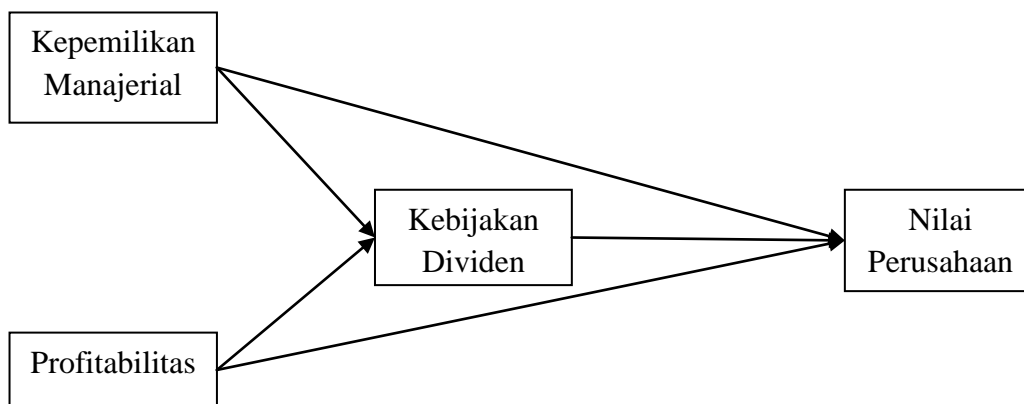 Kepemilikan
Manajerial
Kebijakan
Dividen
Nilai
Perusahaan
Profitabilitas